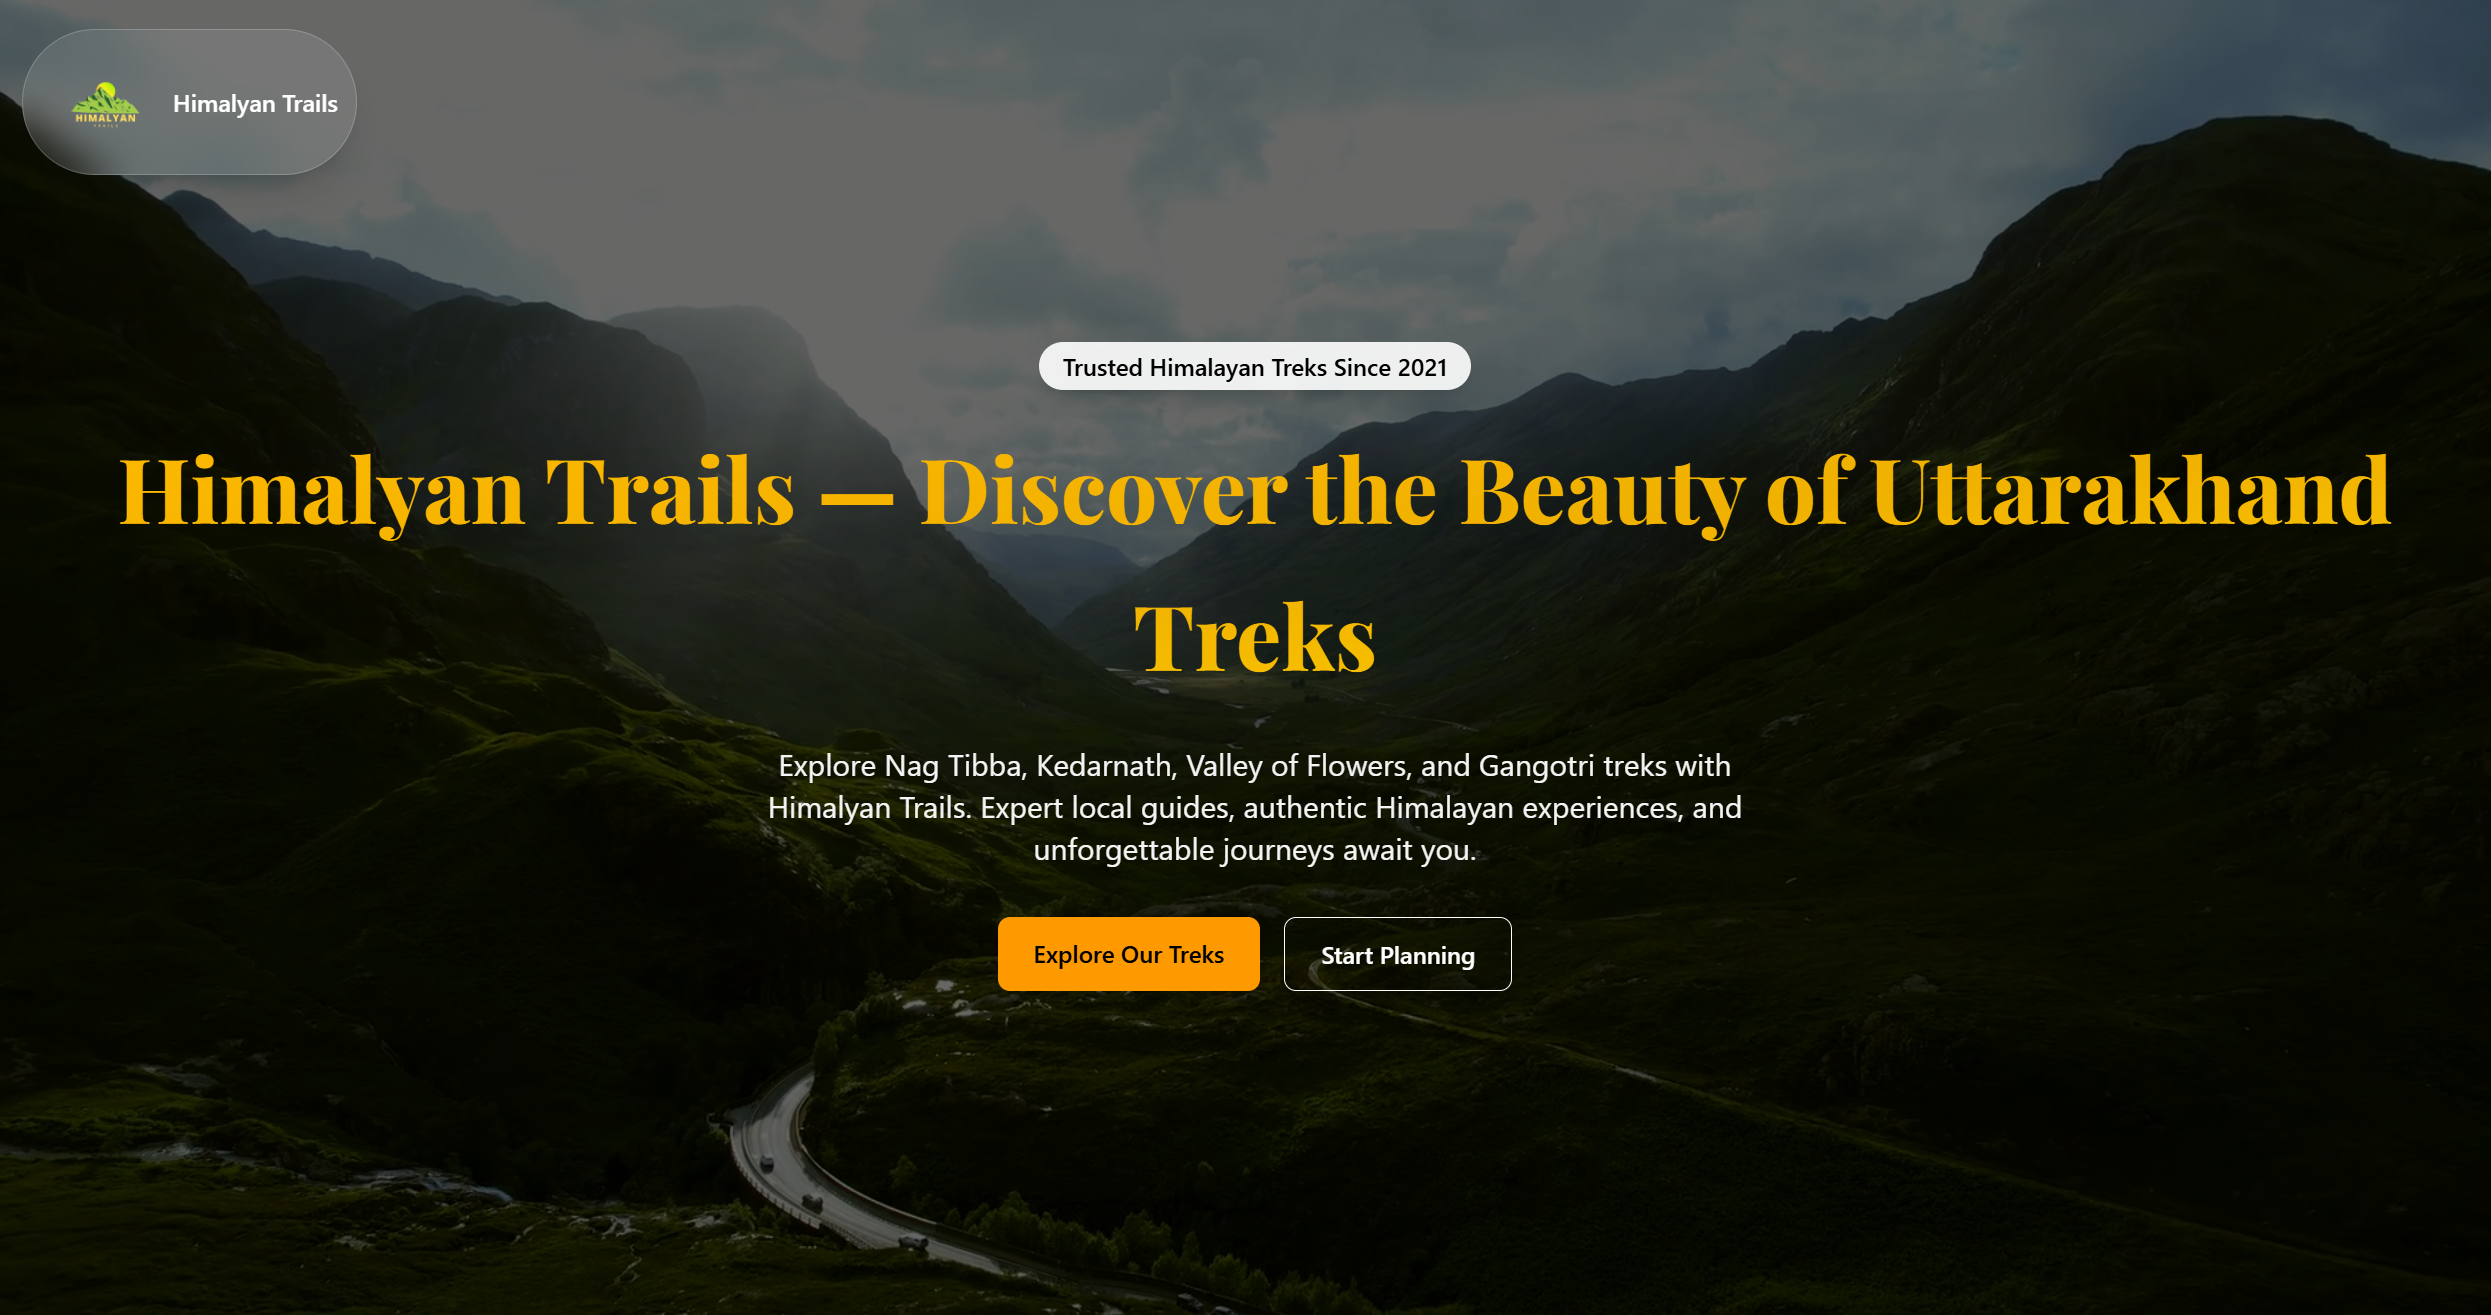 HIMALYAN
TRAILS
Himalyan Trails
Trusted Himalayan Treks Since 2021
Himalyan Trails — Discover the Beauty of Uttarakhand
Treks
Explore Nag Tibba, Kedarnath, Valley of Flowers, and Gangotri treks with
Himalyan Trails. Expert local guides, authentic Himalayan experiences, and
unforgettable journeys await you.
Explore Our Treks
Start Planning